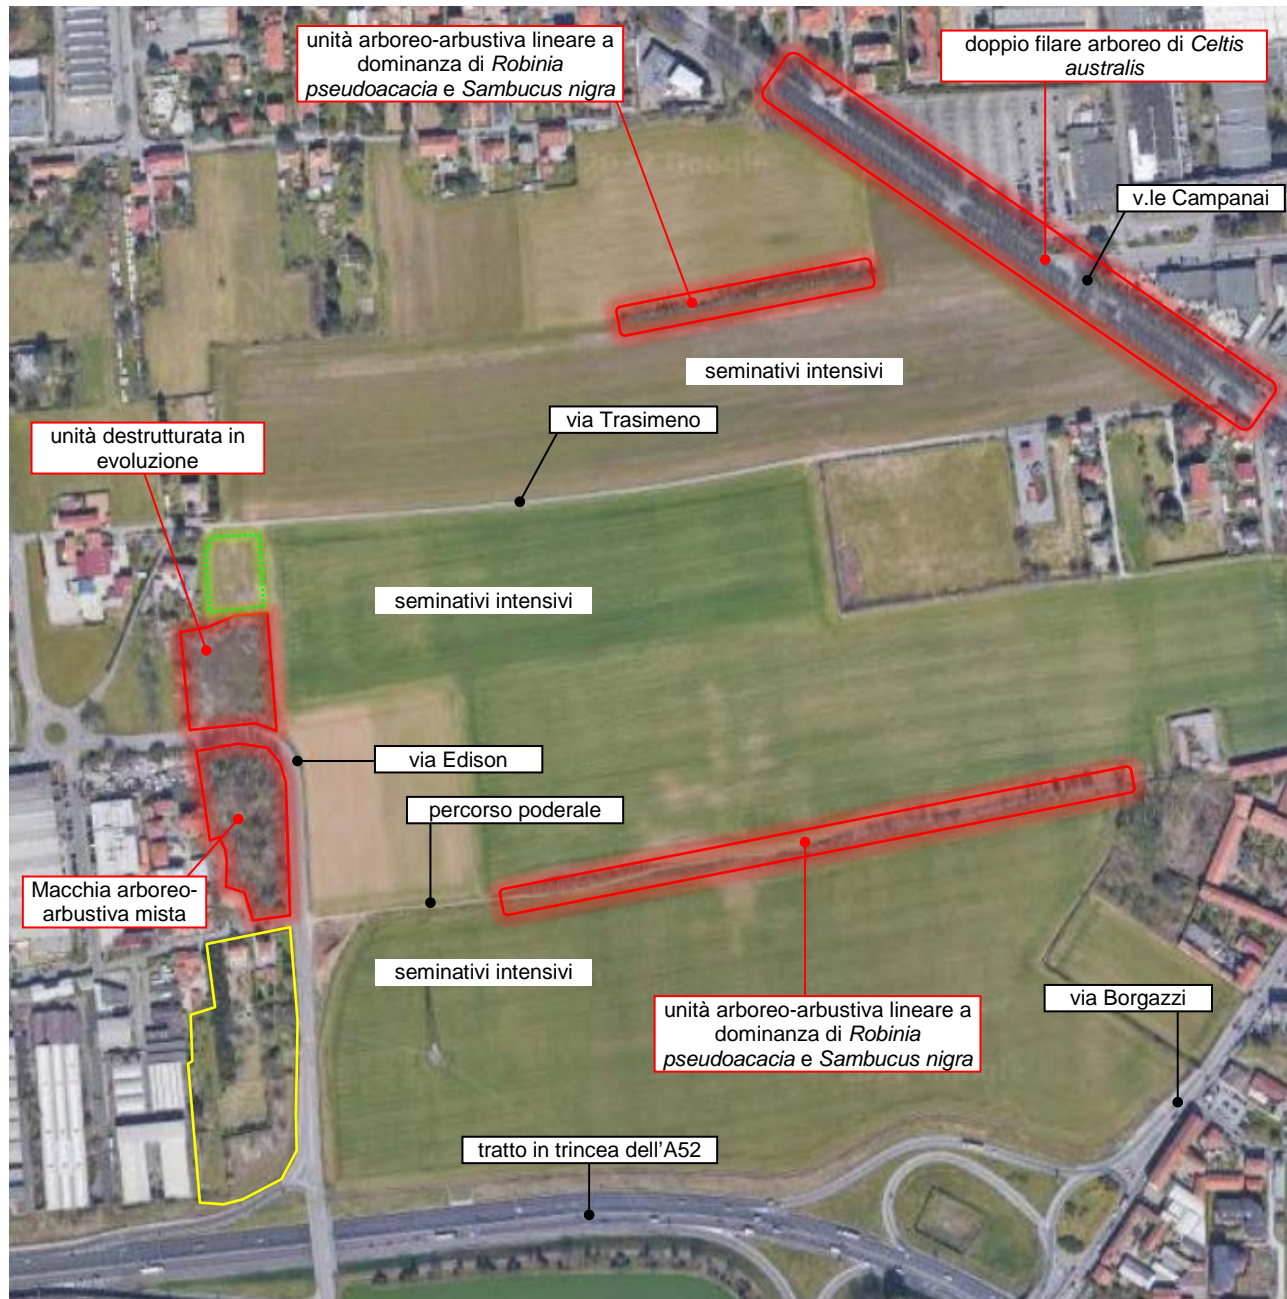 unità arboreo-arbustiva lineare a
dominanza di Robinia
pseudoacacia e Sambucus nigra
doppio filare arboreo di Celtis
australis
v.le Campanai
seminativi intensivi
via Trasimeno
unità destrutturata in
evoluzione
seminativi intensivi
via Edison
percorso poderale
Macchia arboreo-
arbustiva mista
seminativi intensivi
unità arboreo-arbustiva lineare a
dominanza di Robinia
pseudoacacia e Sambucus nigra
via Borgazzi
tratto in trincea dell'A52